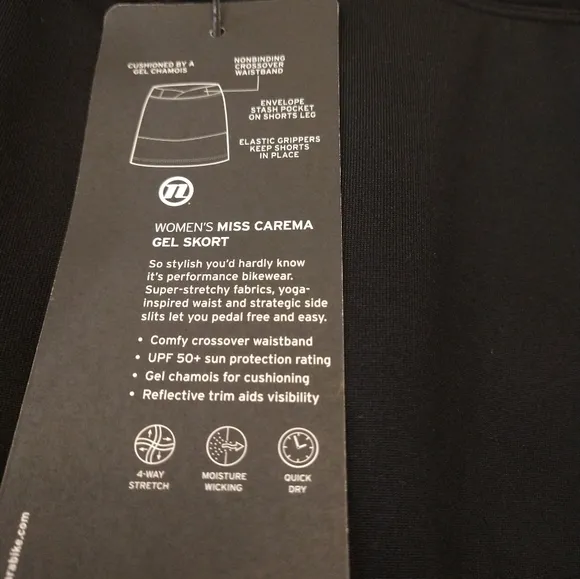 CUSHIONED BY A
GEL CHAMOIS
NONBINDING
CROSSOVER
WAISTBAND
ENVELOPE
STASH POCKET
ON SHORTS LEG
ELASTIC GRIPPERS
KEEP SHORTS
IN PLACE
WOMEN'S MISS CAREMA
GEL SKORT
So stylish you'd hardly know
it's performance bikewear.
Super-stretchy fabrics, yoga-
inspired waist and strategic side
slits let you pedal free and easy.
• Comfy crossover waistband
• UPF 50+ sun protection rating
• Gel chamois for cushioning
• Reflective trim aids visibility
4-WAY
STRETCH
MOISTURE
WICKING
QUICK
DRY